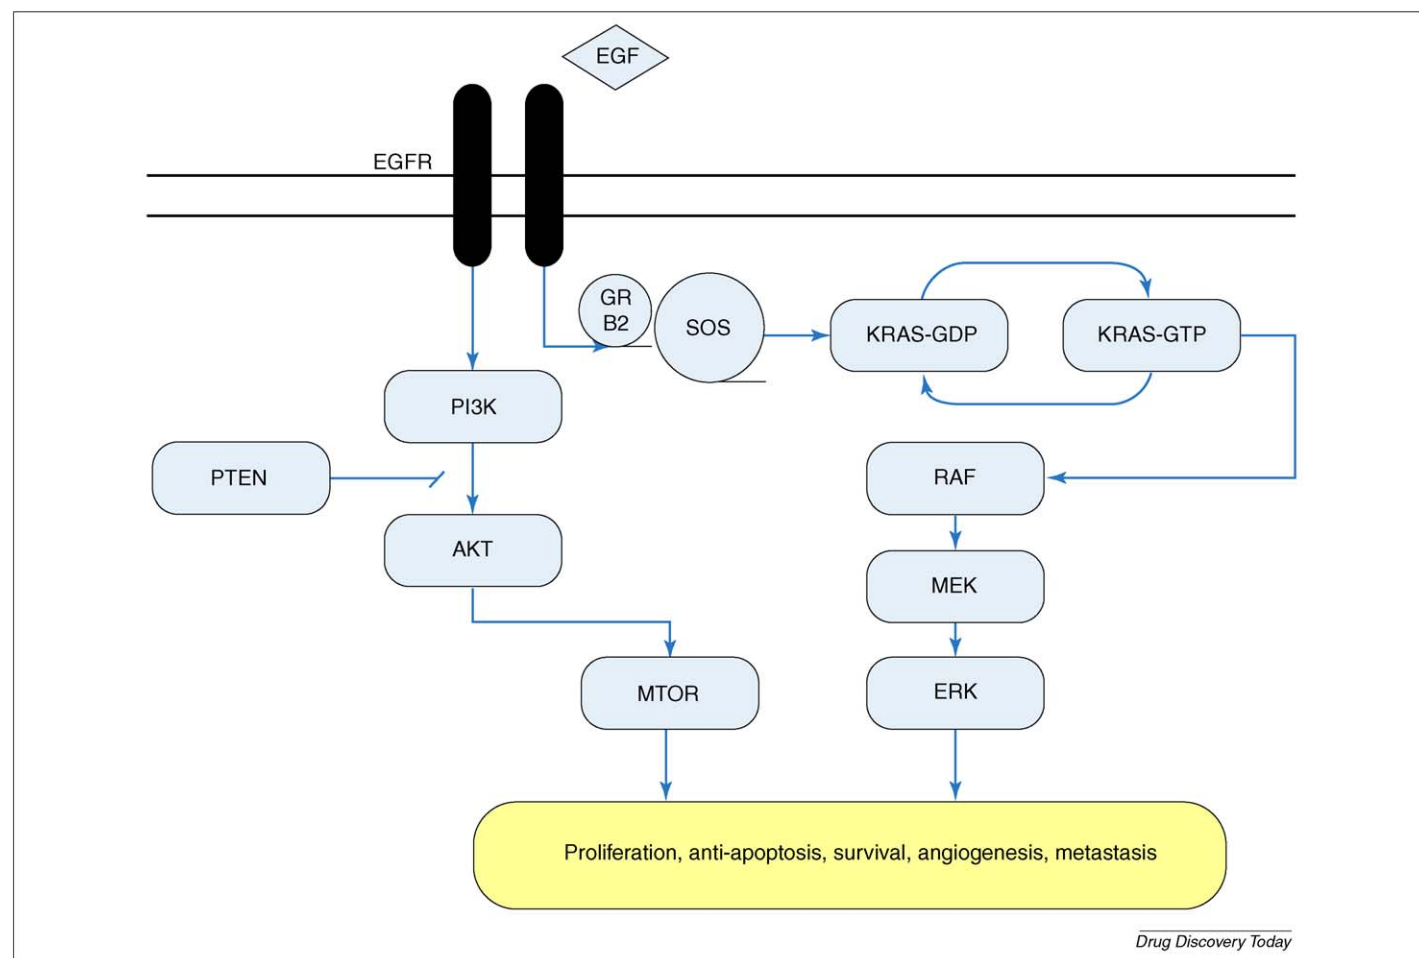 EGF
EGFR
GR
B2
SOS
KRAS-GDP
KRAS-GTP
PI3K
PTEN
RAF
AKT
MEK
MTOR
ERK
Proliferation, anti-apoptosis, survival, angiogenesis, metastasis
Drug Discovery Today